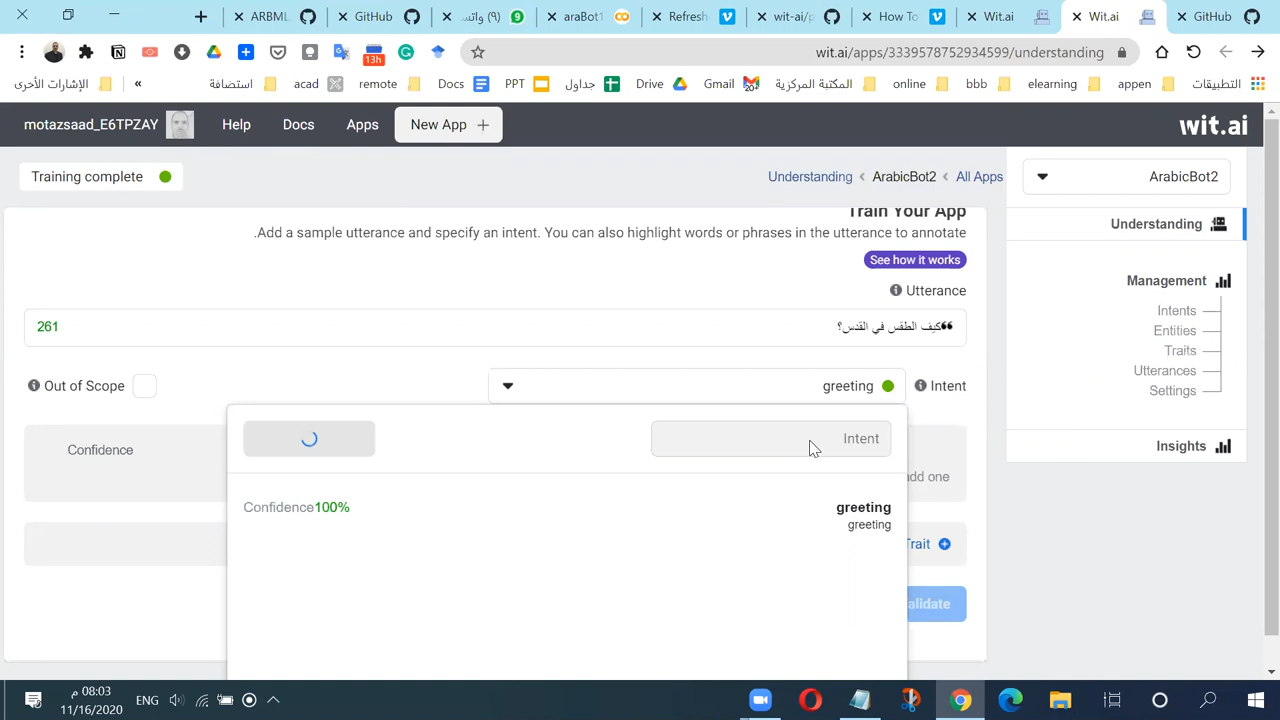 ARBML
GitHub
(٩) واتس
9
araBot1
Refresh
wit-ai/p
How To
Wit.ai
Wit.ai
GitHub
13h
wit.ai/apps/3339578752934599/understanding
الإشارات الأخرى
»
استضافة
acad
remote
Docs
PPT
جداول
Drive
Gmail
20+
المكتبة المركزية
online
bbb
elearning
appen
التطبيقات
motazsaad_E6TPZAY
Help
Docs
Apps
New App +
wit.ai
Training complete
Understanding < ArabicBot2 < All Apps
ArabicBot2
Train Your App
.Add a sample utterance and specify an intent. You can also highlight words or phrases in the utterance to annotate
See how it works
Utterance
261
❝كيف الطقس في القدس؟
Out of Scope
greeting
Intent
Confidence
Intent
add one
Confidence100%
greeting
greeting
Trait
alidate
Understanding
Management
Intents
Entities
Traits
Utterances
Settings
Insights
08:03 م
11/16/2020
ENG